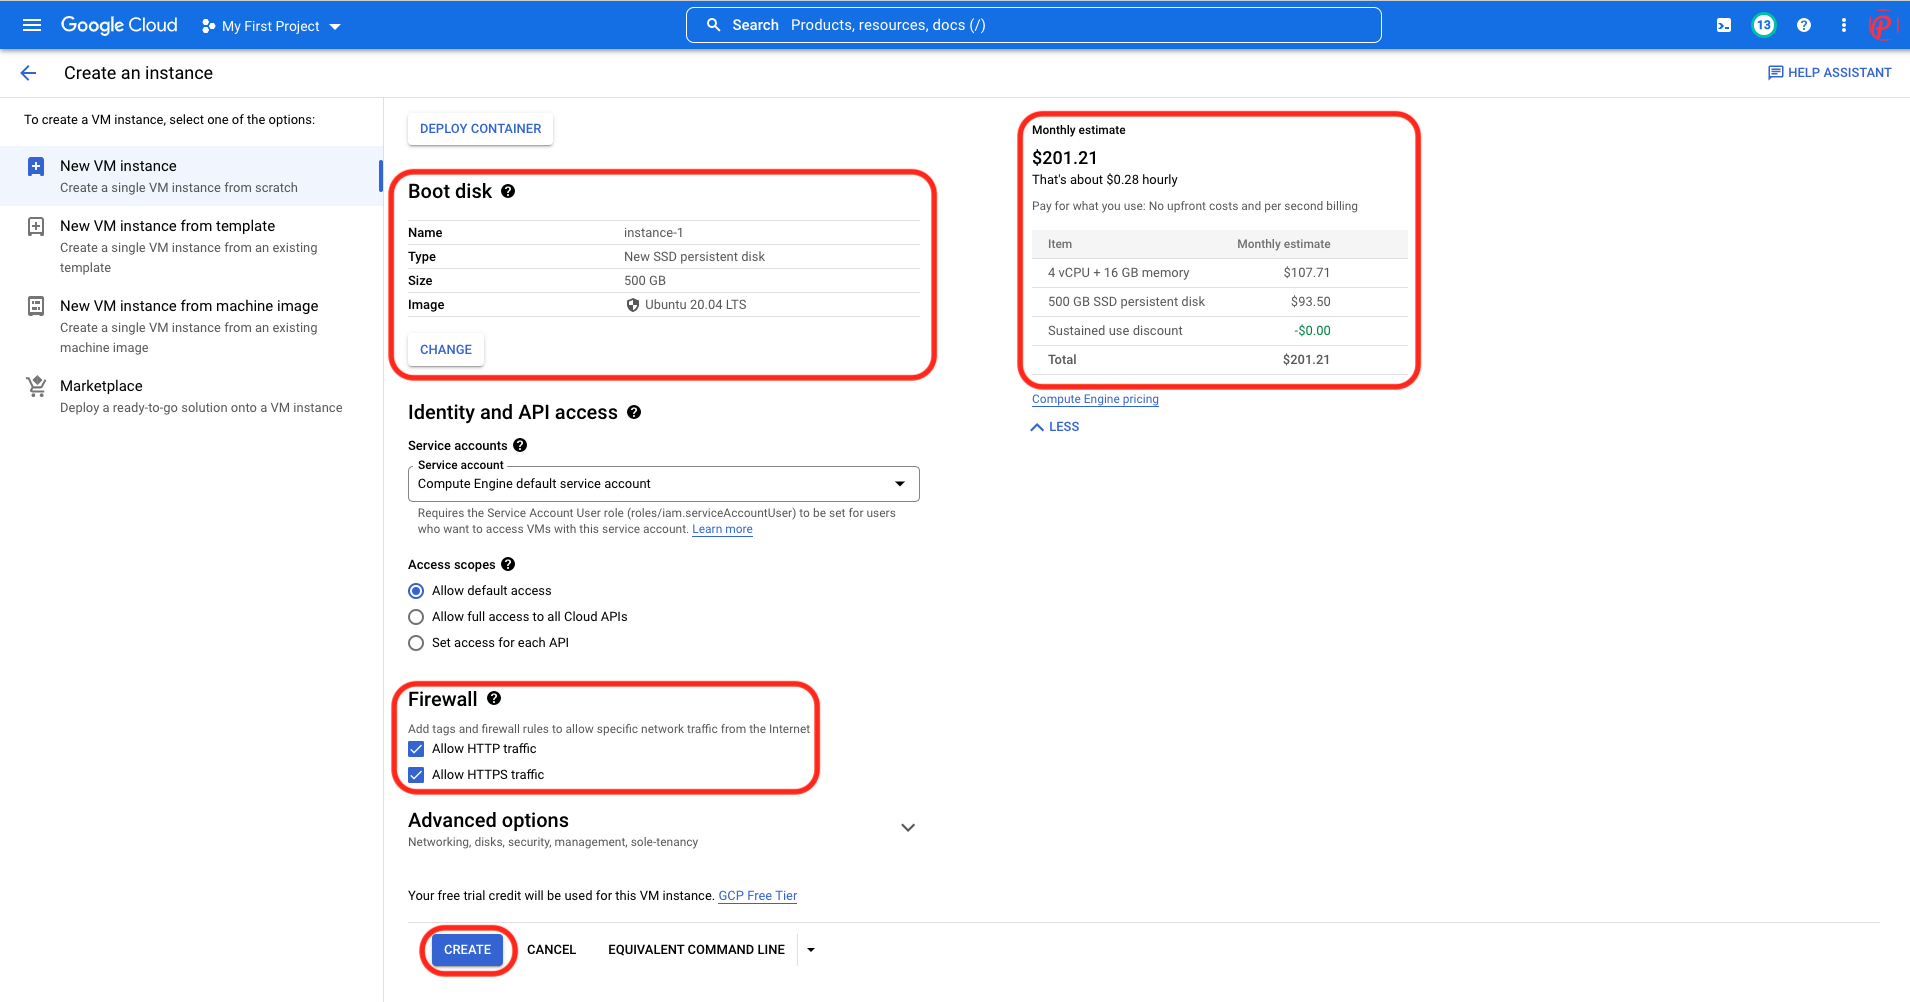 Google Cloud
My First Project
Search Products, resources, docs (/)
13
Create an instance
HELP ASSISTANT
To create a VM instance, select one of the options:
New VM instance
Create a single VM instance from scratch
New VM instance from template
Create a single VM instance from an existing
template
New VM instance from machine image
Create a single VM instance from an existing
machine image
Marketplace
Deploy a ready-to-go solution onto a VM instance
DEPLOY CONTAINER
Boot disk
Name instance-1
Type New SSD persistent disk
Size 500 GB
Image Ubuntu 20.04 LTS
CHANGE
Identity and API access
Service accounts
Service account
Compute Engine default service account
Requires the Service Account User role (roles/iam.serviceAccountUser) to be set for users
who want to access VMs with this service account. Learn more
Access scopes
Allow default access
Allow full access to all Cloud APIs
Set access for each API
Firewall
Add tags and firewall rules to allow specific network traffic from the Internet
Allow HTTP traffic
Allow HTTPS traffic
Advanced options
Networking, disks, security, management, sole-tenancy
Your free trial credit will be used for this VM instance. GCP Free Tier
CREATE CANCEL EQUIVALENT COMMAND LINE
Monthly estimate
$201.21
That's about $0.28 hourly
Pay for what you use: No upfront costs and per second billing
Item Monthly estimate
4 vCPU + 16 GB memory $107.71
500 GB SSD persistent disk $93.50
Sustained use discount -$0.00
Total $201.21
Compute Engine pricing
LESS